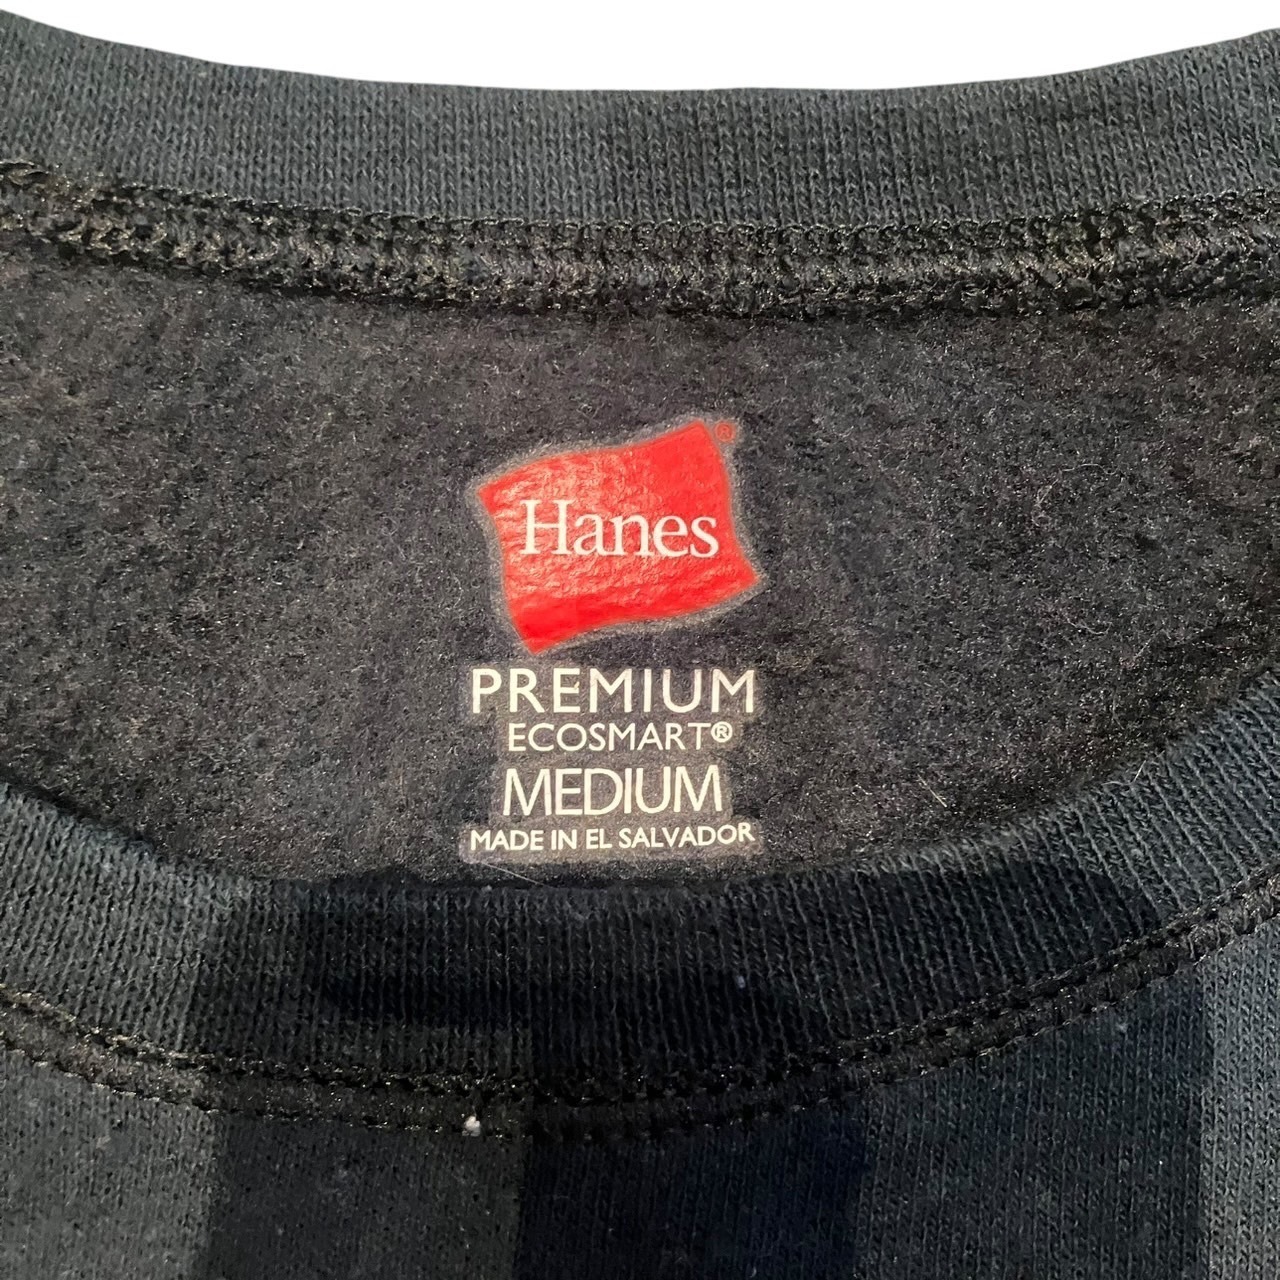 Hanes®
PREMIUM
ECOSMART®
MEDIUM
MADE IN EL SALVADOR